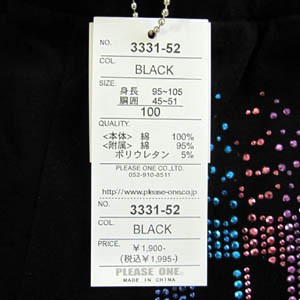 NO. 3331-52
COL. BLACK
SIZE.
身長 95~105
胴囲 45~51
100
QUALITY.
<本体> 綿 100%
<附属> 綿 95%
ポリウレタン 5%
PLEASE ONE CO.,LTD.
052-910-8511
http://www.please-one.co.jp
NO. 3331-52
COL. BLACK
PRICE. ¥1,900-
(税込¥1,995-)
PLEASE ONE.
MADE IN CHINA